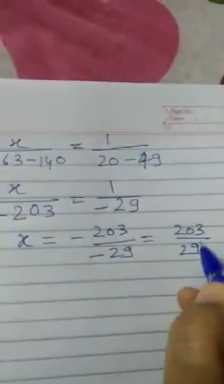 x/63-140 = 1/20-49
x/-203 = 1/-29
x = -203/-29 = 203/29